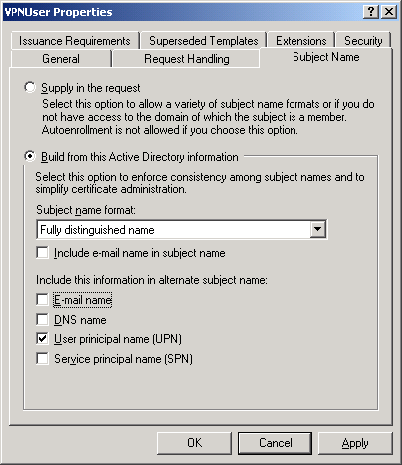 VPNUser Properties
Issuance Requirements Superseded Templates Extensions Security
General Request Handling Subject Name
Supply in the request
Select this option to allow a variety of subject name formats or if you do
not have access to the domain of which the subject is a member.
Autoenrollment is not allowed if you choose this option.
Build from this Active Directory information
Select this option to enforce consistency among subject names and to
simplify certificate administration.
Subject name format:
Fully distinguished name
Include e-mail name in subject name
Include this information in alternate subject name:
E-mail name
DNS name
User prinicipal name (UPN)
Service principal name (SPN)
OK Cancel Apply